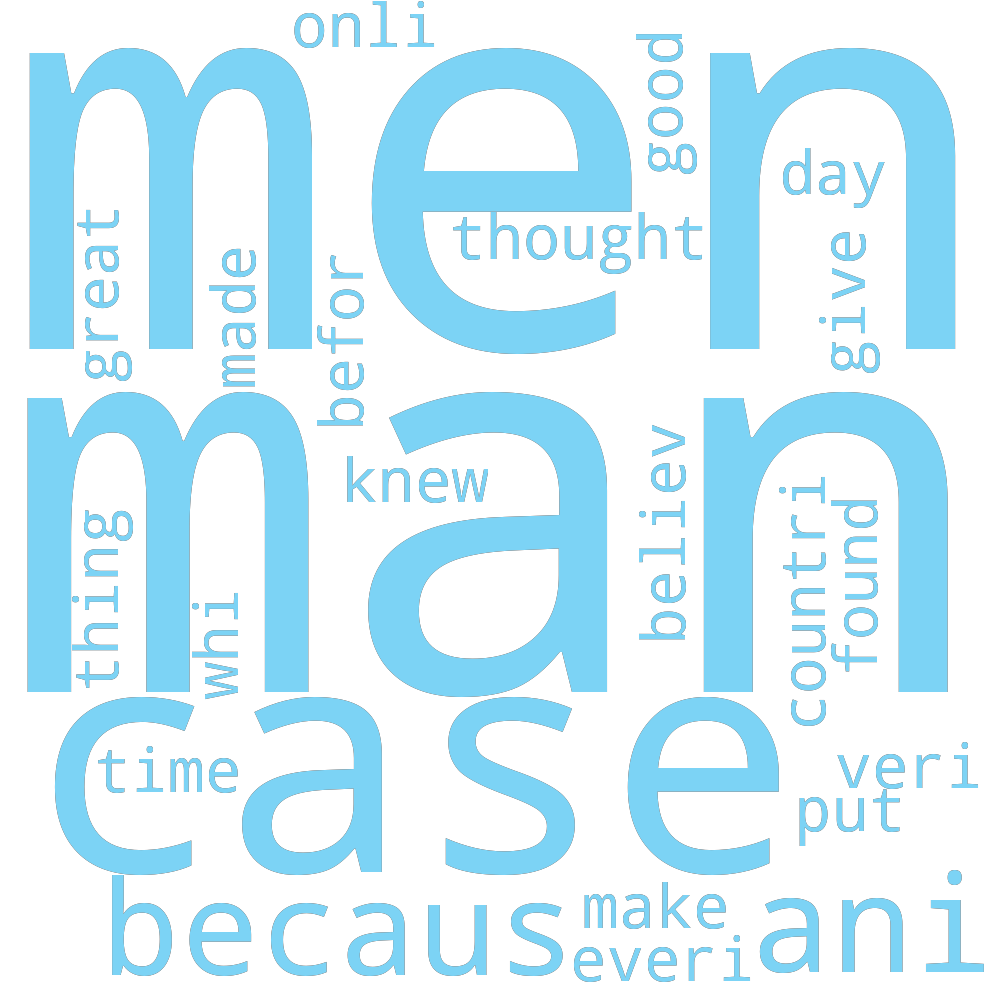 onli
men
good
day
thought
great
made
befor
give
man
knew
believ
countri
found
thing
whi
case
time
veri
put
becaus
make
everi
ani